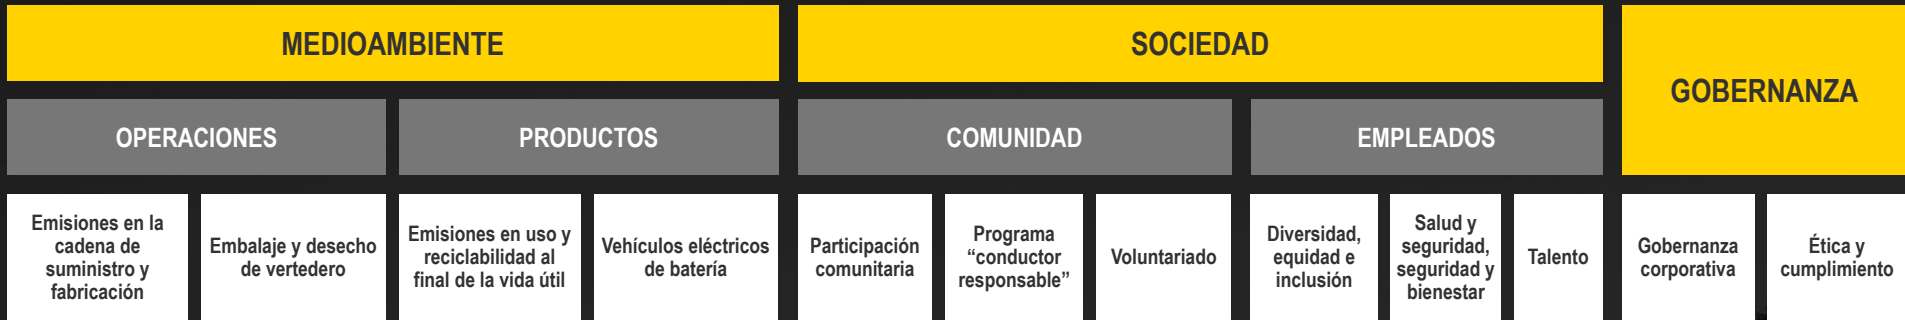 MEDIOAMBIENTE
SOCIEDAD
GOBERNANZA
OPERACIONES
PRODUCTOS
COMUNIDAD
EMPLEADOS
Emisiones en la
cadena de
suministro y
fabricación
Embalaje y desecho
de vertedero
Emisiones en uso y
reciclabilidad al
final de la vida útil
Vehículos eléctricos
de batería
Participación
comunitaria
Programa
“conductor
responsable”
Voluntariado
Diversidad,
equidad e
inclusión
Salud y
seguridad,
seguridad y
bienestar
Talento
Gobernanza
corporativa
Ética y
cumplimiento